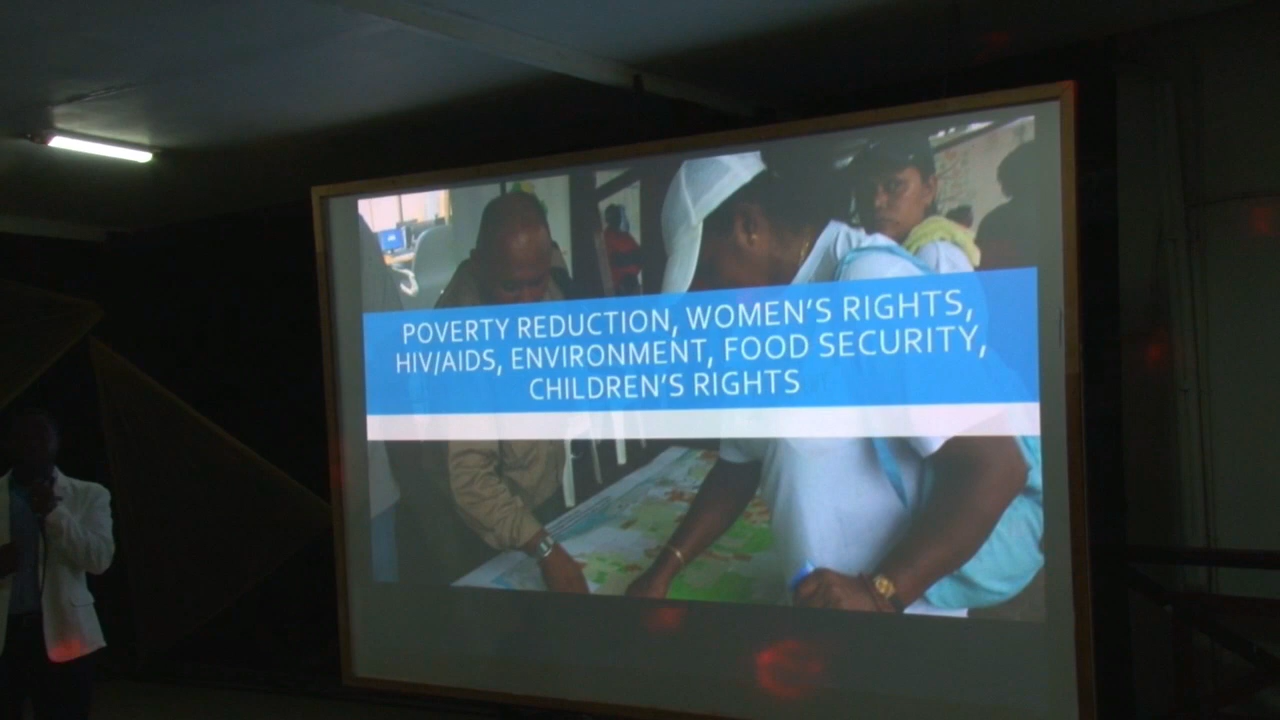 POVERTY REDUCTION, WOMEN'S RIGHTS,
HIV/AIDS, ENVIRONMENT, FOOD SECURITY,
CHILDREN'S RIGHTS